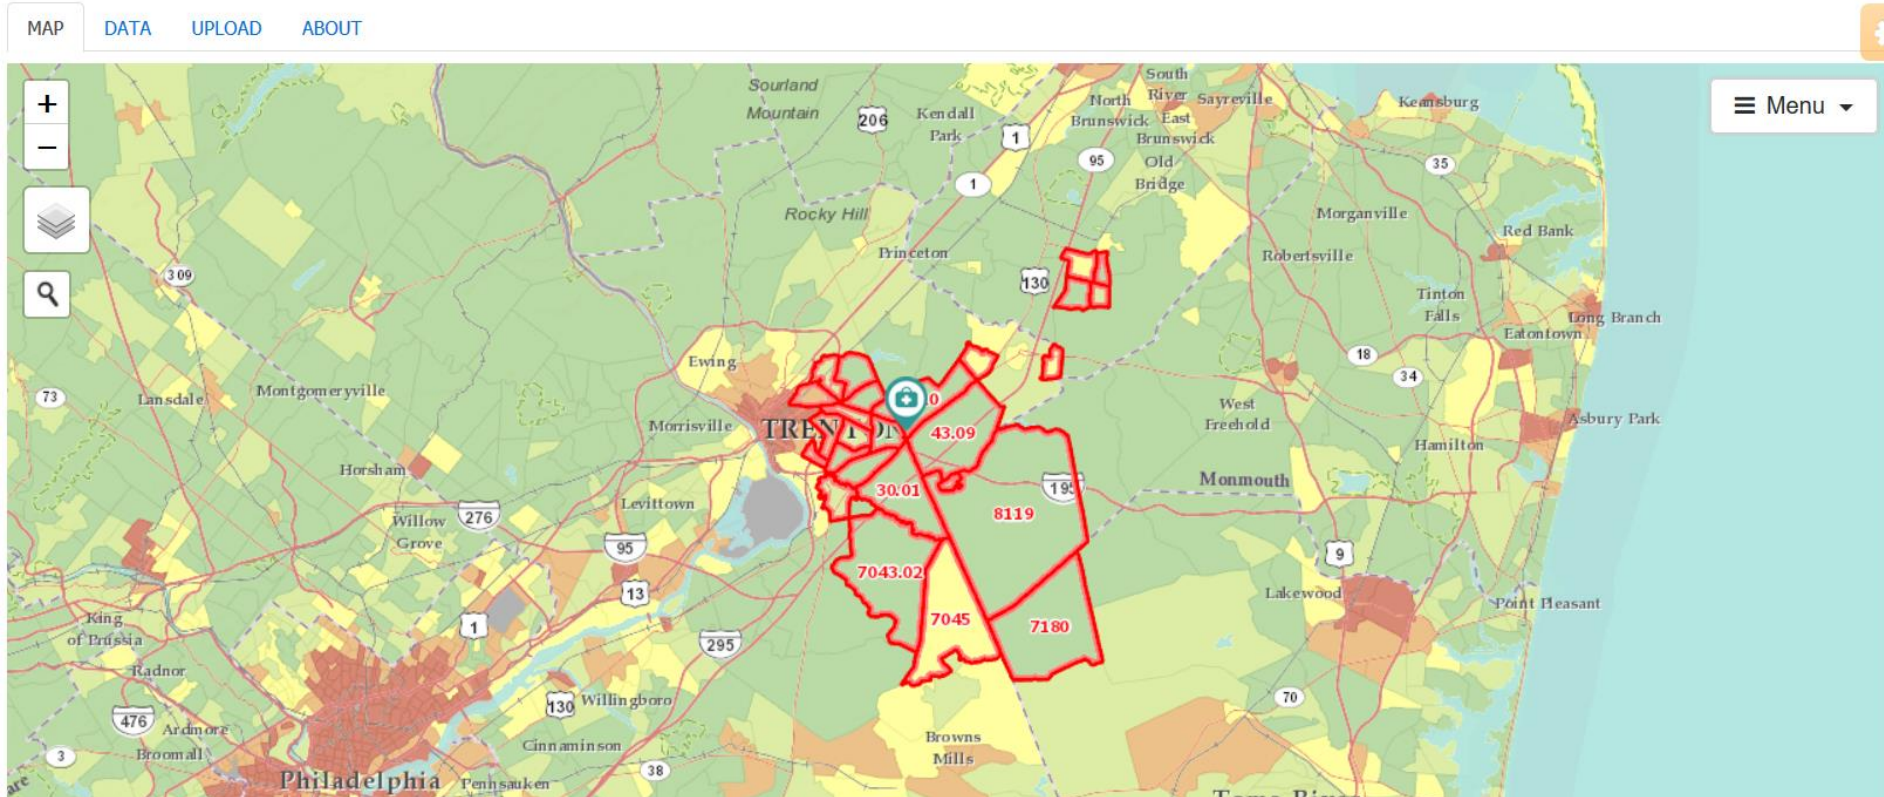 MAP DATA UPLOAD ABOUT
+
−
Menu
Sourland
Mountain
206
Kendall
Park
1
North
Brunswick
South
River
Sayreville
East
Brunswick
Old
Bridge
95
1
Keansburg
35
Rocky Hill
Princeton
130
Morganville
Robertsville
Red Bank
Tinton
Falls
Long Branch
Eatontown
309
73
Lansdale
Montgomeryville
Ewing
Morrisville
TRENTON
43.09
18
34
West
Freehold
Asbury Park
Hamilton
Horsham
Levittown
30.01
195
Monmouth
Willow
Grove
276
95
8119
9
7043.02
13
1
King
of Prussia
295
7045
7180
Lakewood
Point Pleasant
Radnor
476
Ardmore
Broomall
3
130
Willingboro
Cinnaminson
38
70
Browns
Mills
Philadelphia
Pennsauken